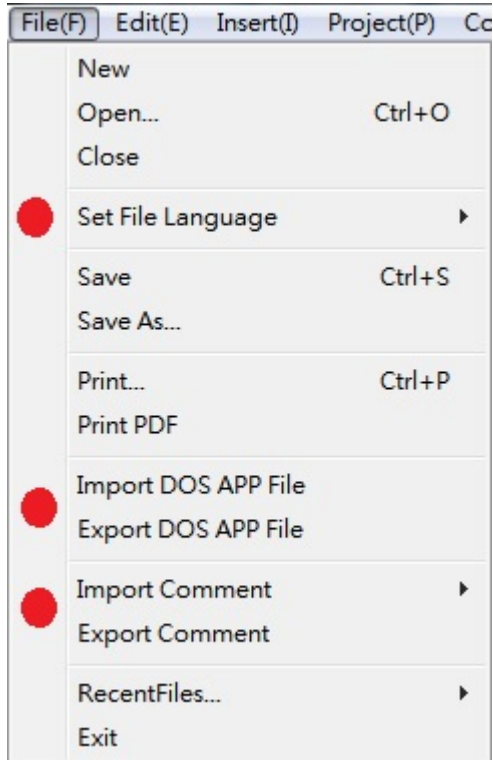 File(F) Edit(E) Insert(I) Project(P) Co
New
Open... Ctrl+O
Close
Set File Language
Save Ctrl+S
Save As...
Print... Ctrl+P
Print PDF
Import DOS APP File
Export DOS APP File
Import Comment
Export Comment
RecentFiles...
Exit